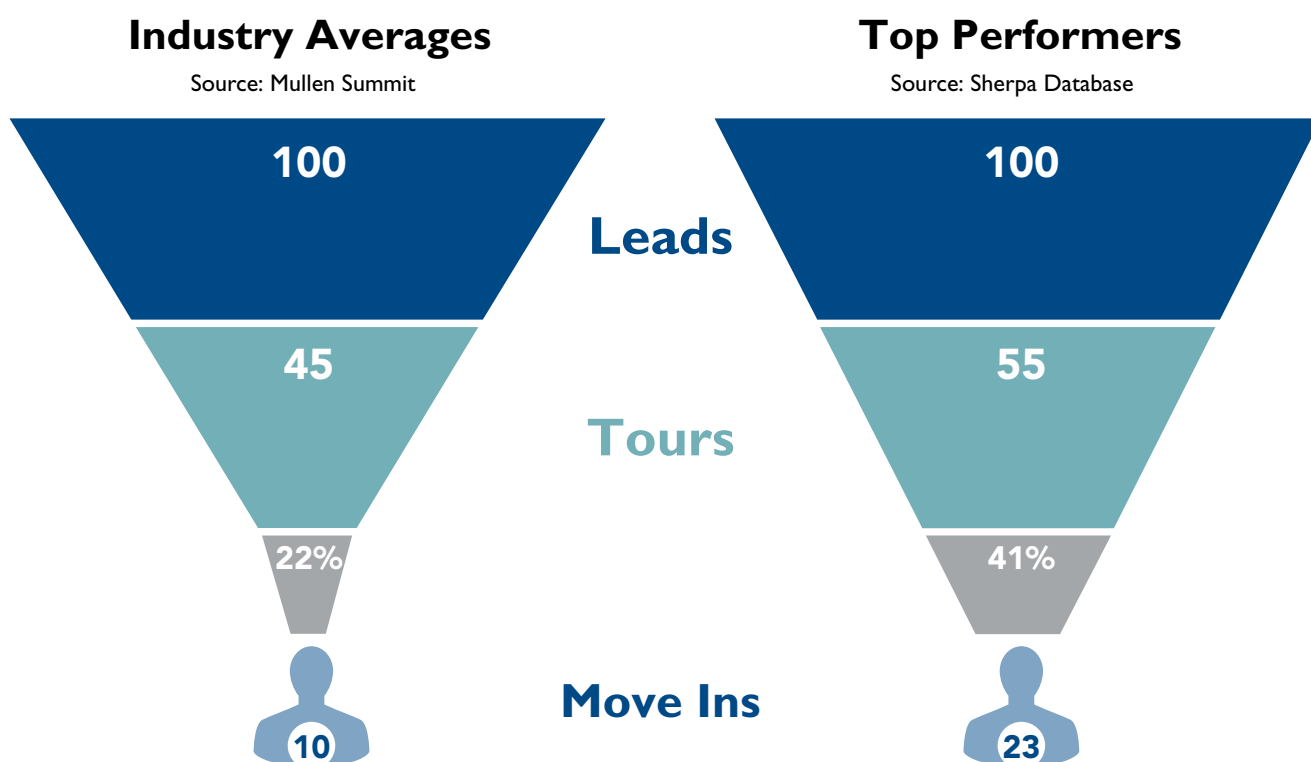 Industry Averages
Source: Mullen Summit
Top Performers
Source: Sherpa Database
100
100
Leads
45
55
Tours
22%
41%
Move Ins
10
23